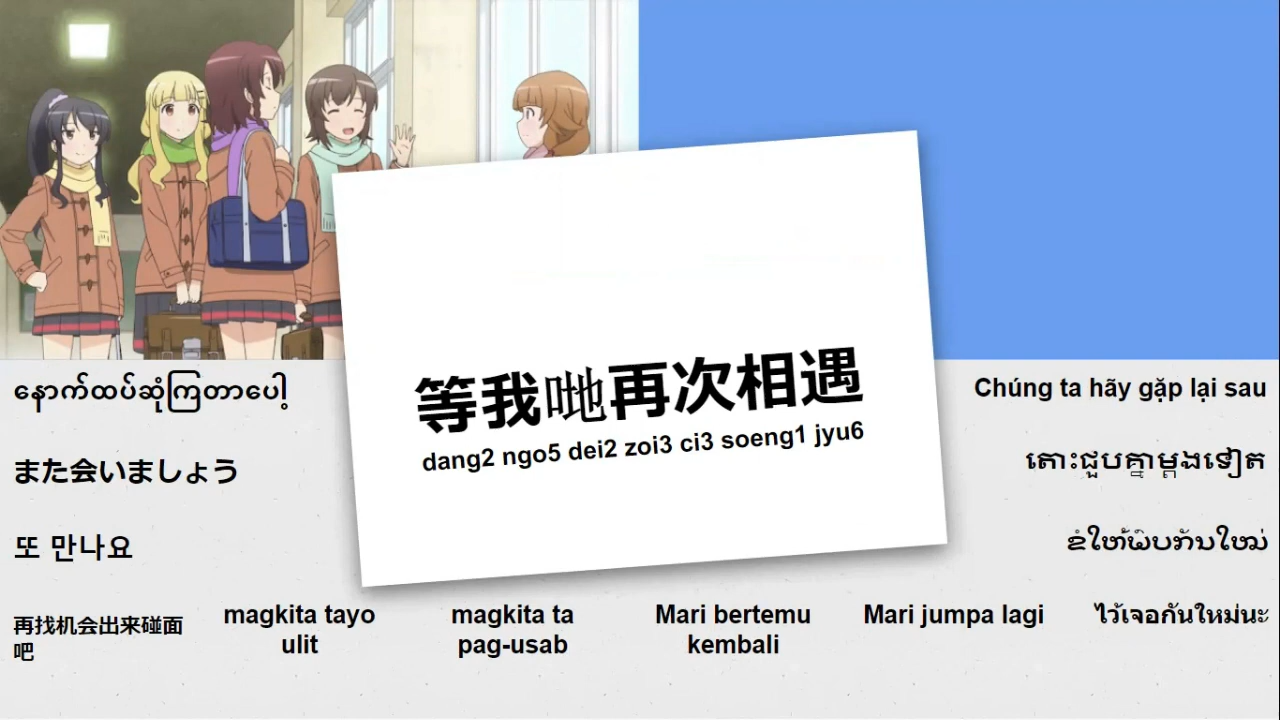 等我哋再次相遇
dang2 ngo5 dei2 zoi3 ci3 soeng1 jyu6
နောက်ထပ်ဆုံကြတာပေါ့
Chúng ta hãy gặp lại sau
また会いましょう
តោះជួបគ្នាម្ដងទៀត
또 만나요
ຂໍໃຫ້ພົບກັນໃໝ່
再找机会出来碰面
吧
magkita tayo
ulit
magkita ta
pag-usab
Mari bertemu
kembali
Mari jumpa lagi
ไว้เจอกันใหม่นะ